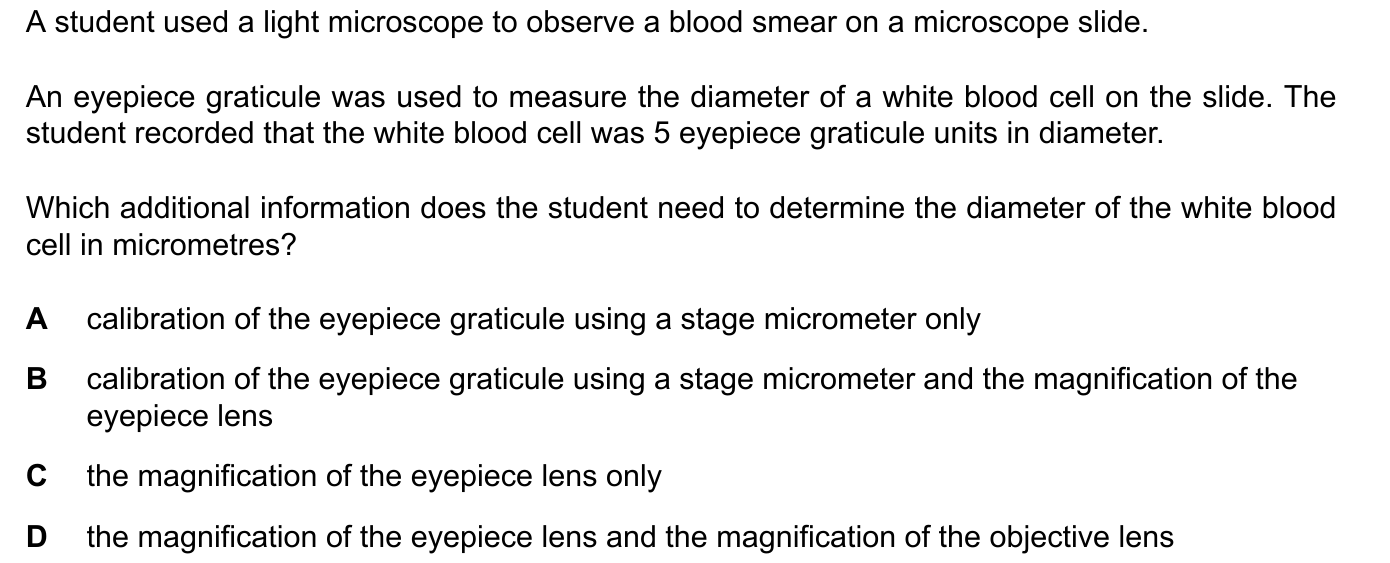 A student used a light microscope to observe a blood smear on a microscope slide.
An eyepiece graticule was used to measure the diameter of a white blood cell on the slide. The
student recorded that the white blood cell was 5 eyepiece graticule units in diameter.
Which additional information does the student need to determine the diameter of the white blood
cell in micrometres?
A calibration of the eyepiece graticule using a stage micrometer only
B calibration of the eyepiece graticule using a stage micrometer and the magnification of the
eyepiece lens
C the magnification of the eyepiece lens only
D the magnification of the eyepiece lens and the magnification of the objective lens